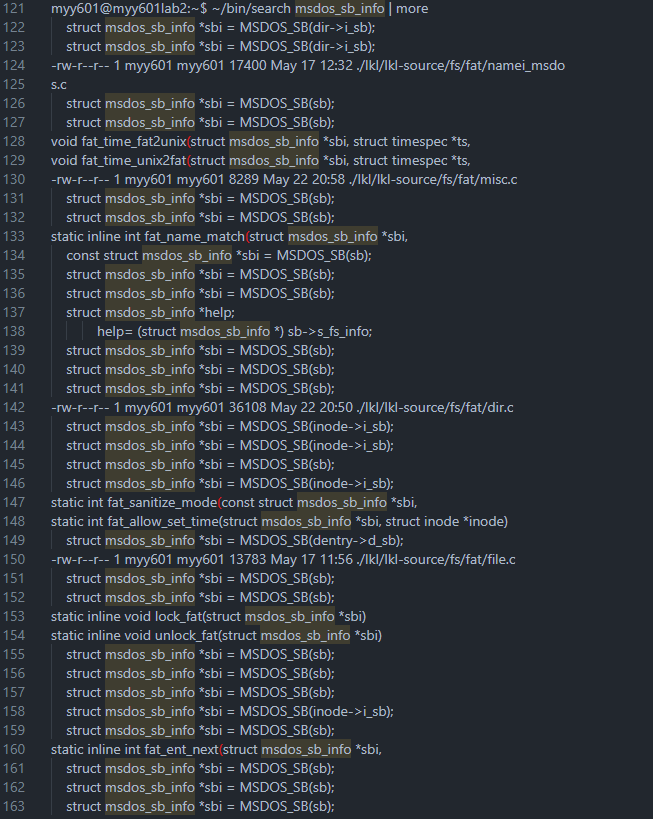 121 myy601@myy601lab2:~$ ~/bin/search msdos_sb_info | more
122 struct msdos_sb_info *sbi = MSDOS_SB(dir->i_sb);
123 struct msdos_sb_info *sbi = MSDOS_SB(dir->i_sb);
124 -rw-r--r-- 1 myy601 myy601 17400 May 17 12:32 ./lkl/lkl-source/fs/fat/namei_msdo
125 s.c
126 struct msdos_sb_info *sbi = MSDOS_SB(sb);
127 struct msdos_sb_info *sbi = MSDOS_SB(sb);
128 void fat_time_fat2unix(struct msdos_sb_info *sbi, struct timespec *ts,
129 void fat_time_unix2fat(struct msdos_sb_info *sbi, struct timespec *ts,
130 -rw-r--r-- 1 myy601 myy601 8289 May 22 20:58 ./lkl/lkl-source/fs/fat/misc.c
131 struct msdos_sb_info *sbi = MSDOS_SB(sb);
132 struct msdos_sb_info *sbi = MSDOS_SB(sb);
133 static inline int fat_name_match(struct msdos_sb_info *sbi,
134 const struct msdos_sb_info *sbi = MSDOS_SB(sb);
135 struct msdos_sb_info *sbi = MSDOS_SB(sb);
136 struct msdos_sb_info *sbi = MSDOS_SB(sb);
137 struct msdos_sb_info *help;
138 help= (struct msdos_sb_info *) sb->s_fs_info;
139 struct msdos_sb_info *sbi = MSDOS_SB(sb);
140 struct msdos_sb_info *sbi = MSDOS_SB(sb);
141 struct msdos_sb_info *sbi = MSDOS_SB(sb);
142 -rw-r--r-- 1 myy601 myy601 36108 May 22 20:50 ./lkl/lkl-source/fs/fat/dir.c
143 struct msdos_sb_info *sbi = MSDOS_SB(inode->i_sb);
144 struct msdos_sb_info *sbi = MSDOS_SB(inode->i_sb);
145 struct msdos_sb_info *sbi = MSDOS_SB(sb);
146 struct msdos_sb_info *sbi = MSDOS_SB(inode->i_sb);
147 static int fat_sanitize_mode(const struct msdos_sb_info *sbi,
148 static int fat_allow_set_time(struct msdos_sb_info *sbi, struct inode *inode)
149 struct msdos_sb_info *sbi = MSDOS_SB(dentry->d_sb);
150 -rw-r--r-- 1 myy601 myy601 13783 May 17 11:56 ./lkl/lkl-source/fs/fat/file.c
151 struct msdos_sb_info *sbi = MSDOS_SB(sb);
152 struct msdos_sb_info *sbi = MSDOS_SB(sb);
153 static inline void lock_fat(struct msdos_sb_info *sbi)
154 static inline void unlock_fat(struct msdos_sb_info *sbi)
155 struct msdos_sb_info *sbi = MSDOS_SB(sb);
156 struct msdos_sb_info *sbi = MSDOS_SB(sb);
157 struct msdos_sb_info *sbi = MSDOS_SB(sb);
158 struct msdos_sb_info *sbi = MSDOS_SB(inode->i_sb);
159 struct msdos_sb_info *sbi = MSDOS_SB(sb);
160 static inline int fat_ent_next(struct msdos_sb_info *sbi,
161 struct msdos_sb_info *sbi = MSDOS_SB(sb);
162 struct msdos_sb_info *sbi = MSDOS_SB(sb);
163 struct msdos_sb_info *sbi = MSDOS_SB(sb);